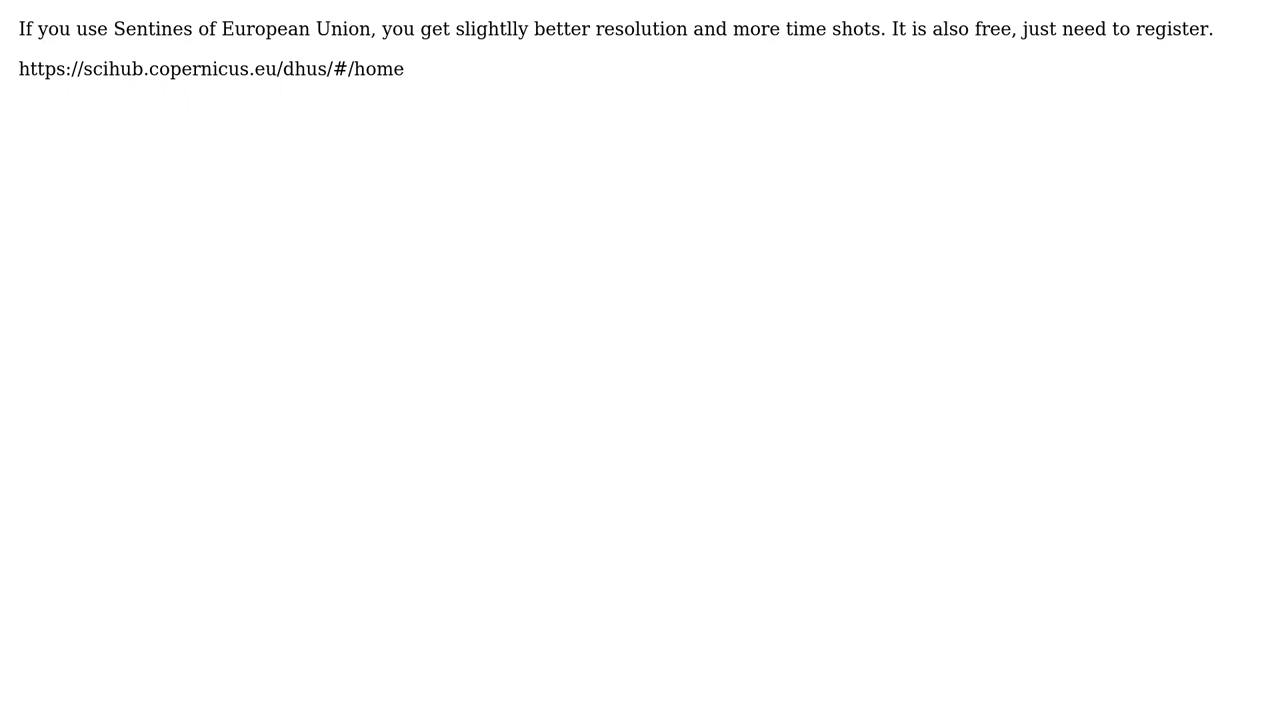 If you use Sentines of European Union, you get slightlly better resolution and more time shots. It is also free, just need to register.
https://scihub.copernicus.eu/dhus/#/home